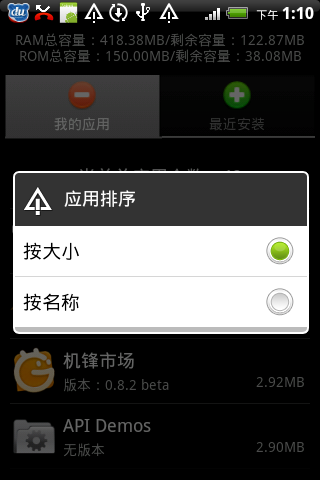 下午 1:10
RAM总容量：418.38MB/剩余容量：122.87MB
ROM总容量：150.00MB/剩余容量：38.08MB
我的应用
最近安装
应用排序
按大小
按名称
机锋市场
版本：0.8.2 beta
2.92MB
API Demos
无版本
2.90MB